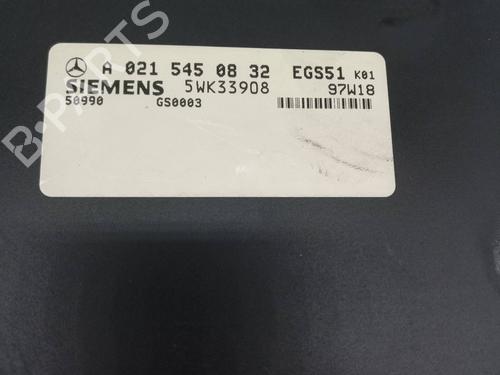 A 021 545 08 32 EGS51 K01
SIEMENS 5WK33908 97W18
50990 GS0003
B-PARTS